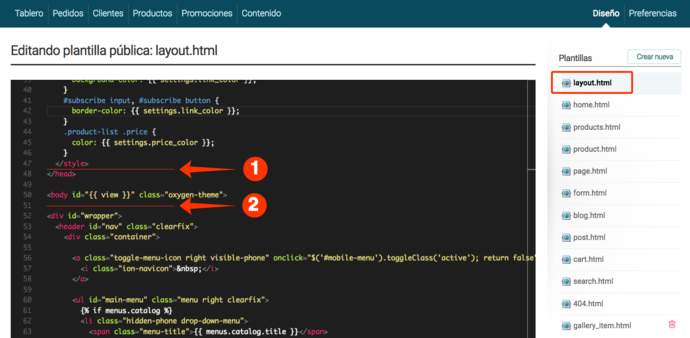 Tablero Pedidos Clientes Productos Promociones Contenido Diseño Preferencias
Editando plantilla pública: layout.html
Plantillas
Crear nueva
background-color: {{ settings.link_color }};
40 }
41 #subscribe input, #subscribe button {
42 border-color: {{ settings.link_color }};
43 }
44 .product-list .price {
45 color: {{ settings.price_color }};
46 }
47 </style>
48 </head>
49
50 <body id="{{ view }}" class="oxygen-theme">
51
52 <div id="wrapper">
53 <header id="nav" class="clearfix">
54 <div class="container">
55
56 <a class="toggle-menu-icon right visible-phone" onclick="$('#mobile-menu').toggleClass('active'); return false"
57 <i class="ion-navicon">&nbsp;</i>
58 </a>
59
60 <ul id="main-menu" class="menu right clearfix">
61 {% if menus.catalog %}
62 <li class="hidden-phone drop-down-menu">
63 <span class="menu-title">{{ menus.catalog.title }}</span>
1
2
layout.html
home.html
products.html
product.html
page.html
form.html
blog.html
post.html
cart.html
search.html
404.html
gallery_item.html